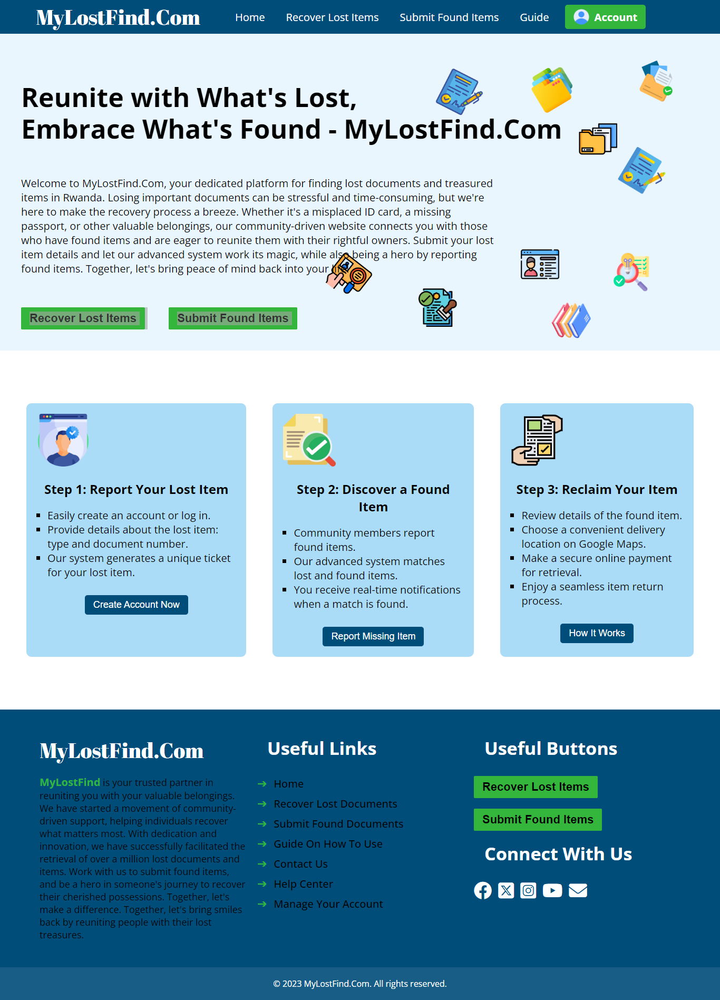 MyLostFind.Com
Home
Recover Lost Items
Submit Found Items
Guide
Account
Reunite with What's Lost,
Embrace What's Found - MyLostFind.Com
Welcome to MyLostFind.Com, your dedicated platform for finding lost documents and treasured
items in Rwanda. Losing important documents can be stressful and time-consuming, but we're
here to make the recovery process a breeze. Whether it's a misplaced ID card, a missing
passport, or other valuable belongings, our community-driven website connects you with those
who have found items and are eager to reunite them with their rightful owners. Submit your lost
item details and let our advanced system work its magic, while also being a hero by reporting
found items. Together, let's bring peace of mind back into your life!
Recover Lost Items
Submit Found Items
Step 1: Report Your Lost Item
Easily create an account or log in.
Provide details about the lost item:
type and document number.
Our system generates a unique ticket
for your lost item.
Create Account Now
Step 2: Discover a Found
Item
Community members report
found items.
Our advanced system matches
lost and found items.
You receive real-time notifications
when a match is found.
Report Missing Item
Step 3: Reclaim Your Item
Review details of the found item.
Choose a convenient delivery
location on Google Maps.
Make a secure online payment
for retrieval.
Enjoy a seamless item return
process.
How It Works
MyLostFind.Com
MyLostFind is your trusted partner in
reuniting you with your valuable belongings.
We have started a movement of community-
driven support, helping individuals recover
what matters most. With dedication and
innovation, we have successfully facilitated the
retrieval of over a million lost documents and
items. Work with us to submit found items,
and be a hero in someone's journey to recover
their cherished possessions. Together, let's
make a difference. Together, let's bring smiles
back by reuniting people with their lost
treasures.
Useful Links
Home
Recover Lost Documents
Submit Found Documents
Guide On How To Use
Contact Us
Help Center
Manage Your Account
Useful Buttons
Recover Lost Items
Submit Found Items
Connect With Us
© 2023 MyLostFind.Com. All rights reserved.